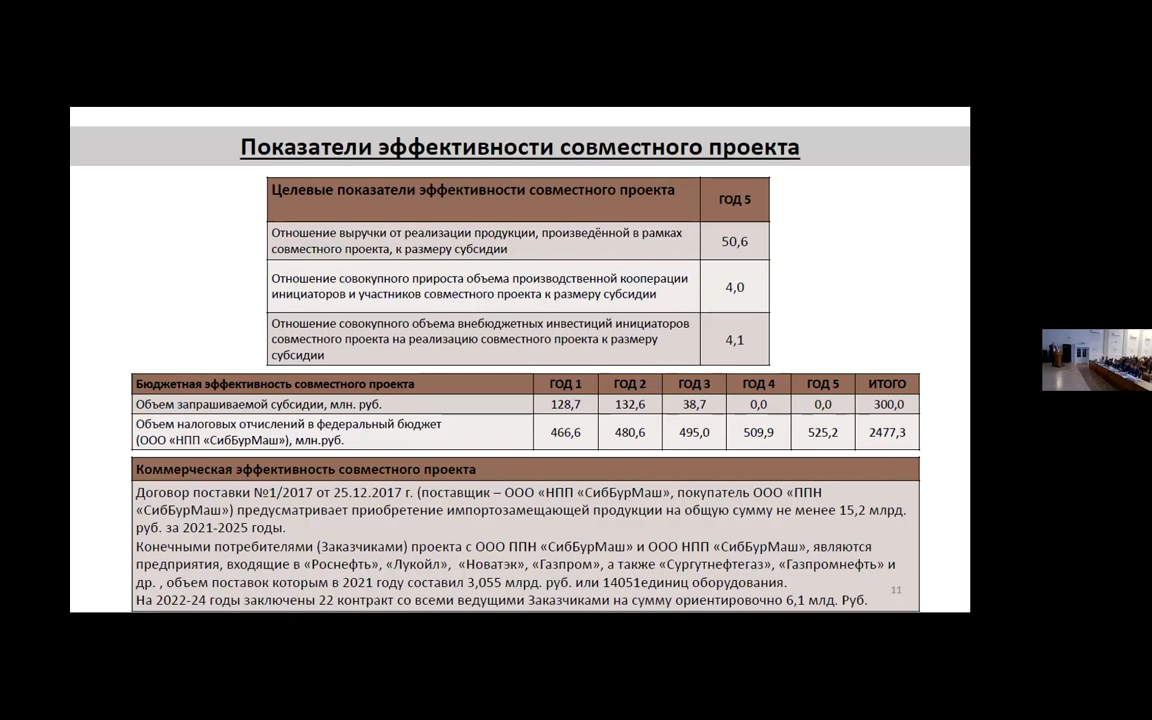 Показатели эффективности совместного проекта
Целевые показатели эффективности совместного проекта
ГОД 5
Отношение выручки от реализации продукции, произведённой в рамках
совместного проекта, к размеру субсидии
50,6
Отношение совокупного прироста объема производственной кооперации
инициаторов и участников совместного проекта к размеру субсидии
4,0
Отношение совокупного объема внебюджетных инвестиций инициаторов
совместного проекта на реализацию совместного проекта к размеру
субсидии
4,1
Бюджетная эффективность совместного проекта ГОД 1 ГОД 2 ГОД 3 ГОД 4 ГОД 5 ИТОГО
Объем запрашиваемой субсидии, млн. руб. 128,7 132,6 38,7 0,0 0,0 300,0
Объем налоговых отчислений в федеральный бюджет
(ООО «НПП «СибБурМаш»), млн.руб.
466,6 480,6 495,0 509,9 525,2 2477,3
Коммерческая эффективность совместного проекта
Договор поставки №1/2017 от 25.12.2017 г. (поставщик – ООО «НПП «СибБурМаш», покупатель ООО «ППН
«СибБурМаш») предусматривает приобретение импортозамещающей продукции на общую сумму не менее 15,2 млрд.
руб. за 2021-2025 годы.
Конечными потребителями (Заказчиками) проекта с ООО ППН «СибБурМаш» и ООО НПП «СибБурМаш», являются
предприятия, входящие в «Роснефть», «Лукойл», «Новатэк», «Газпром», а также «Сургутнефтегаз», «Газпромнефть» и
др. , объем поставок которым в 2021 году составил 3,055 млрд. руб. или 14051единиц оборудования.
На 2022-24 годы заключены 22 контракт со всеми ведущими Заказчиками на сумму ориентировочно 6,1 млд. Руб.
11